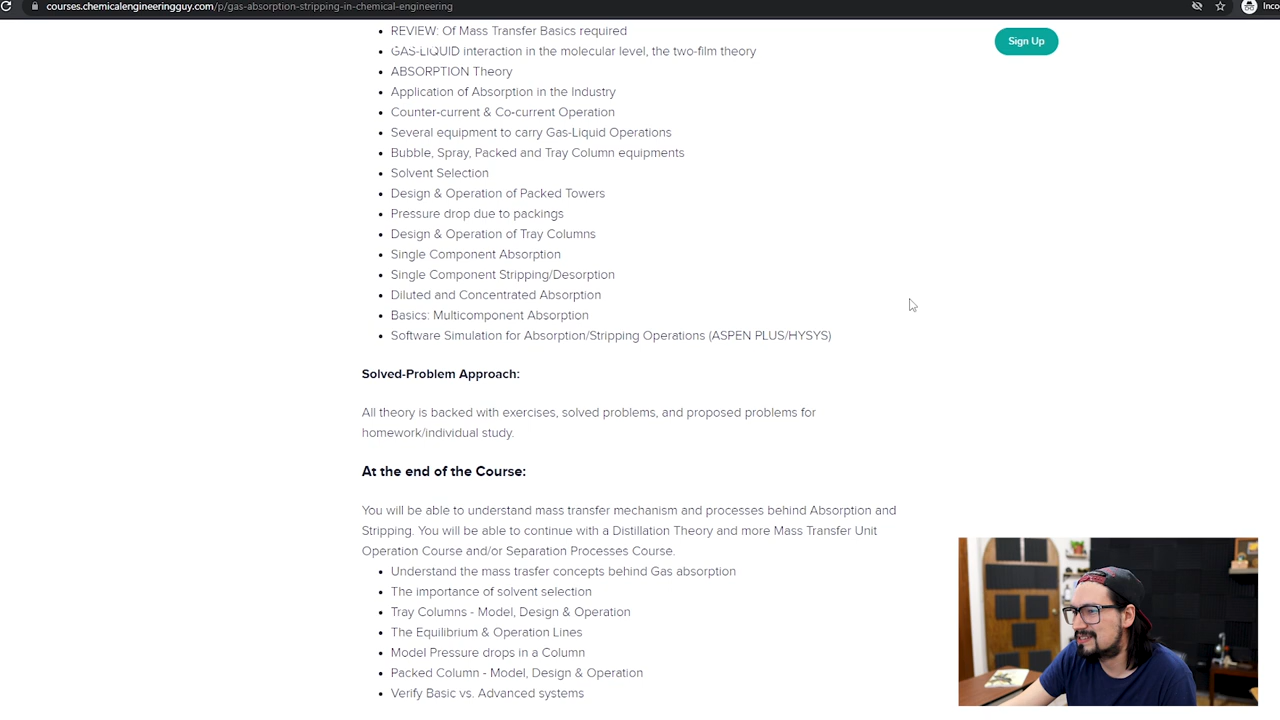 courses.chemicalengineeringguy.com/p/gas-absorption-stripping-in-chemical-engineering
Inco
Sign Up
REVIEW: Of Mass Transfer Basics required
GAS-LIQUID interaction in the molecular level, the two-film theory
ABSORPTION Theory
Application of Absorption in the Industry
Counter-current & Co-current Operation
Several equipment to carry Gas-Liquid Operations
Bubble, Spray, Packed and Tray Column equipments
Solvent Selection
Design & Operation of Packed Towers
Pressure drop due to packings
Design & Operation of Tray Columns
Single Component Absorption
Single Component Stripping/Desorption
Diluted and Concentrated Absorption
Basics: Multicomponent Absorption
Software Simulation for Absorption/Stripping Operations (ASPEN PLUS/HYSYS)
Solved-Problem Approach:
All theory is backed with exercises, solved problems, and proposed problems for
homework/individual study.
At the end of the Course:
You will be able to understand mass transfer mechanism and processes behind Absorption and
Stripping. You will be able to continue with a Distillation Theory and more Mass Transfer Unit
Operation Course and/or Separation Processes Course.
Understand the mass trasfer concepts behind Gas absorption
The importance of solvent selection
Tray Columns - Model, Design & Operation
The Equilibrium & Operation Lines
Model Pressure drops in a Column
Packed Column - Model, Design & Operation
Verify Basic vs. Advanced systems